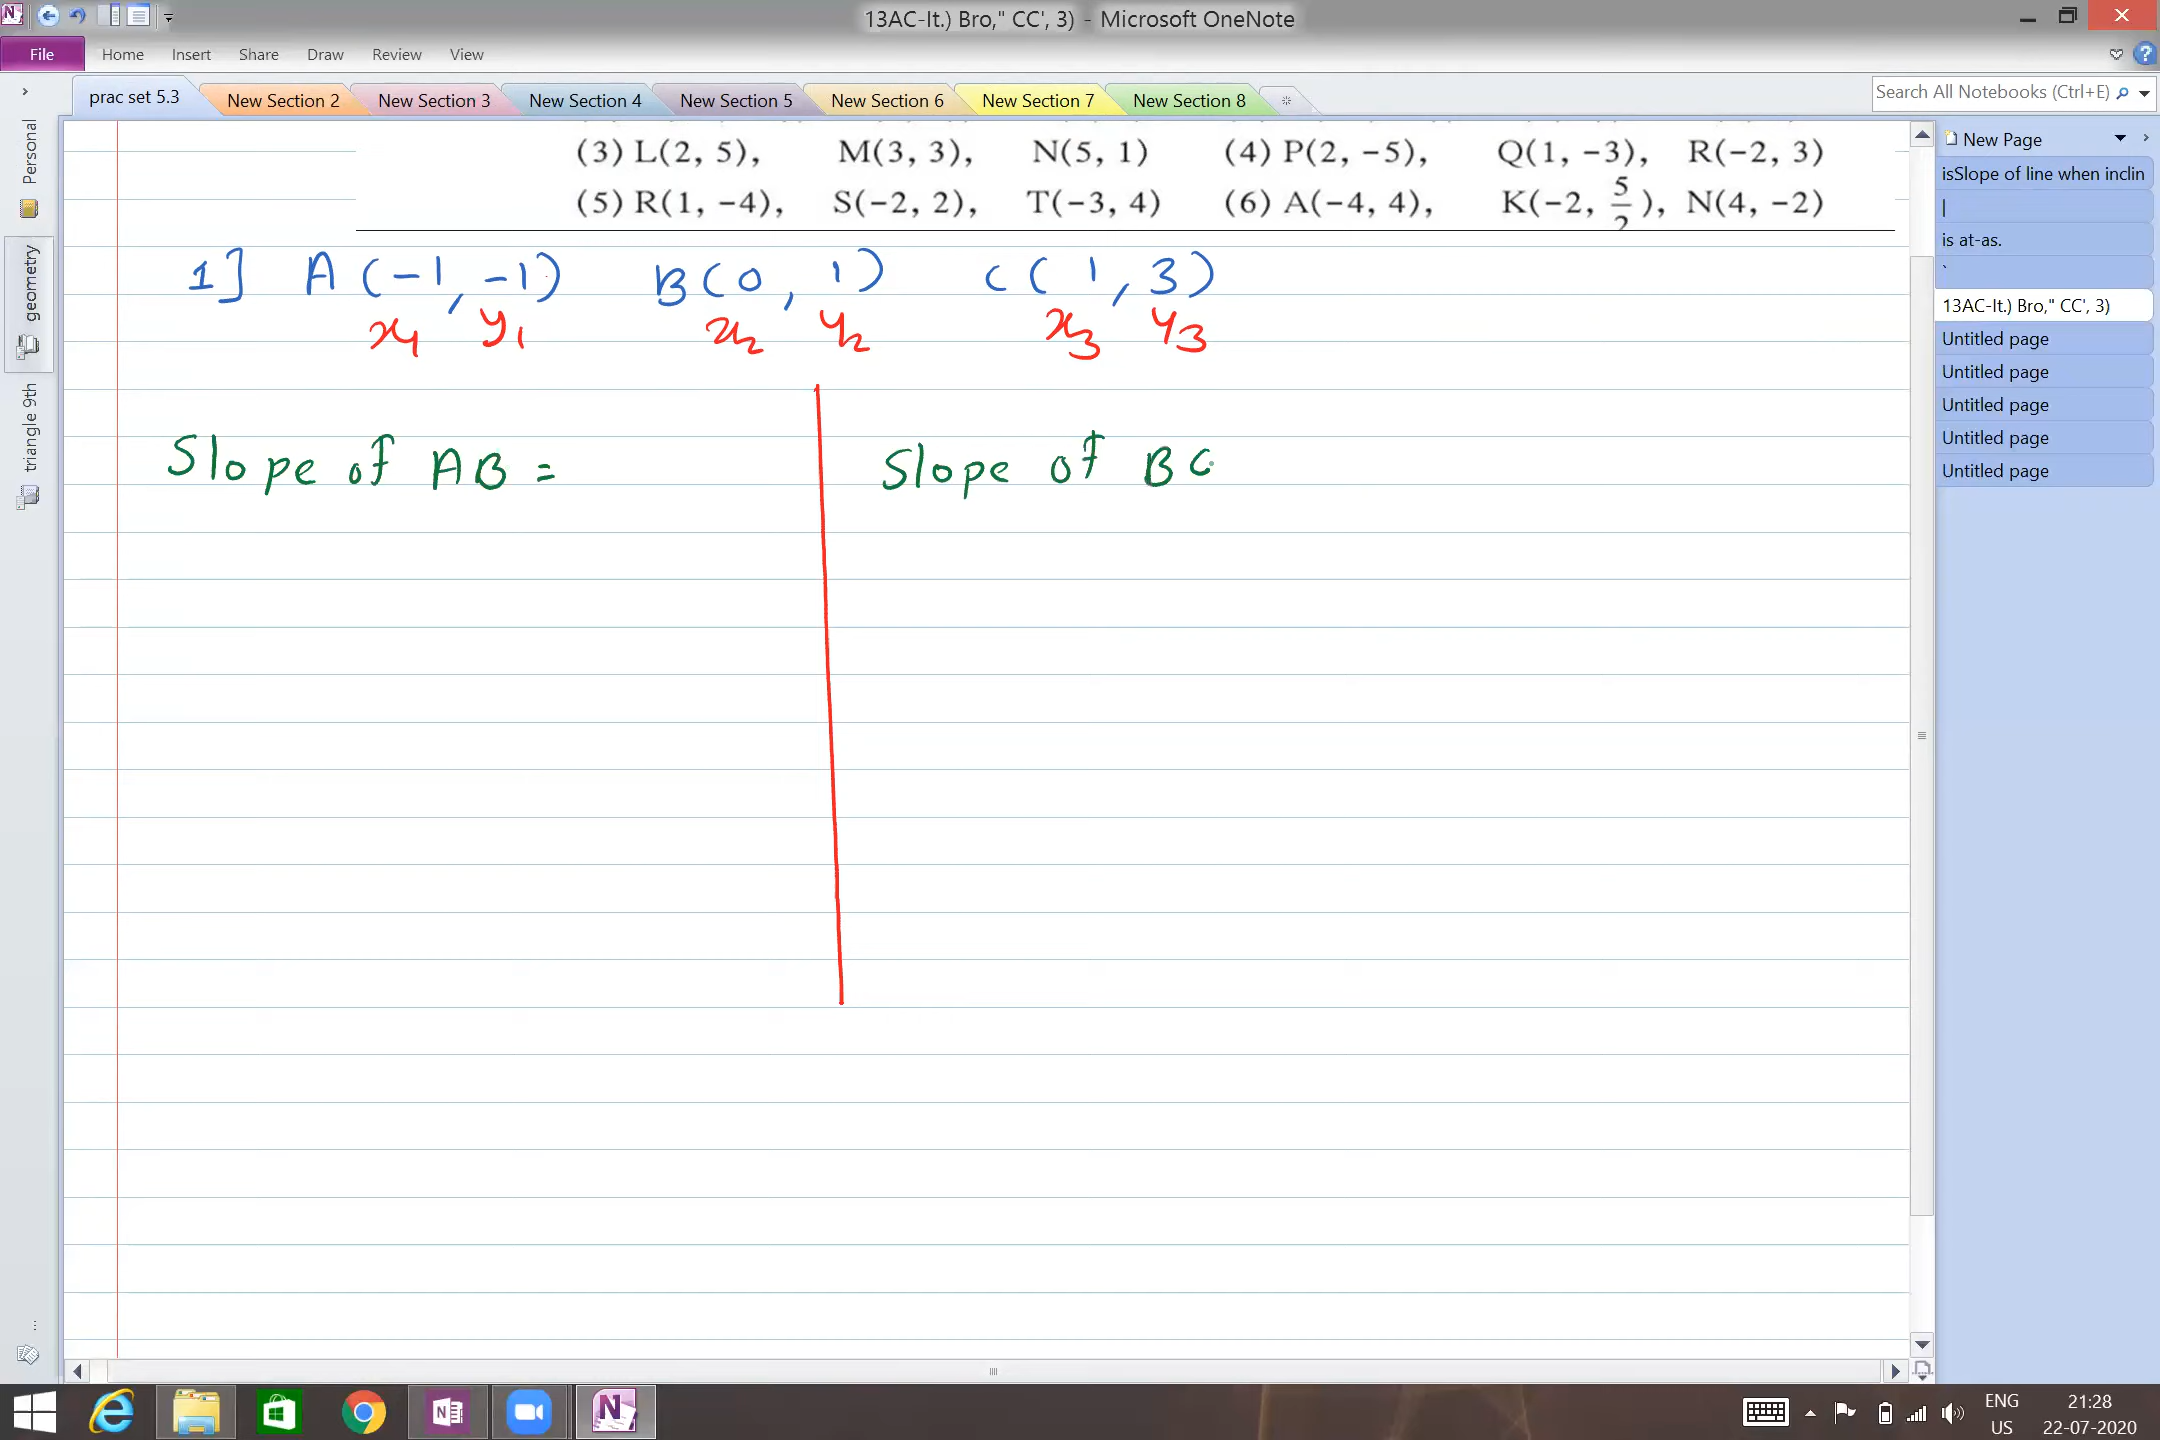 13AC-It.) Bro," CC', 3) - Microsoft OneNote
File Home Insert Share Draw Review View
prac set 5.3 New Section 2 New Section 3 New Section 4 New Section 5 New Section 6 New Section 7 New Section 8
Search All Notebooks (Ctrl+E)
Personal
geometry
triangle 9th
(3) L(2, 5), M(3, 3), N(5, 1) (4) P(2, −5), Q(1, −3), R(−2, 3)
(5) R(1, −4), S(−2, 2), T(−3, 4) (6) A(−4, 4), K(−2, 5/2), N(4, −2)
1] A (-1, -1) B(0, 1) C(1, 3)
x1 y1 x2 y2 x3 y3
Slope of AB = Slope of BC
New Page
isSlope of line when inclin
|
is at-as.
`
13AC-It.) Bro," CC', 3)
Untitled page
Untitled page
Untitled page
Untitled page
Untitled page
ENG
US
21:28
22-07-2020